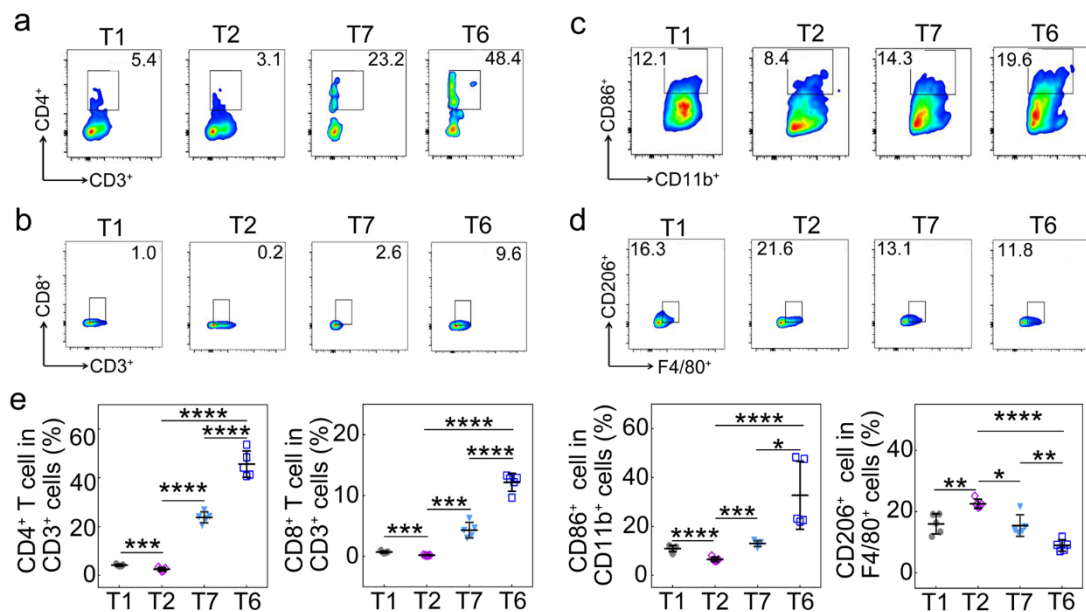 a
T1 T2 T7 T6
5.4 3.1 23.2 48.4
CD4⁺
CD3⁺
c
T1 T2 T7 T6
12.1 8.4 14.3 19.6
CD86⁺
CD11b⁺
b
T1 T2 T7 T6
1.0 0.2 2.6 9.6
CD8⁺
CD3⁺
d
T1 T2 T7 T6
16.3 21.6 13.1 11.8
CD206⁺
F4/80⁺
e
CD4⁺ T cell in
CD3⁺ cells (%)
60
40
20
0
****
****
****
***
T1 T2 T7 T6
CD8⁺ T cell in
CD3⁺ cells (%)
20
10
0
****
****
***
***
T1 T2 T7 T6
CD86⁺ cell in
CD11b⁺ cells (%)
60
40
20
0
****
*
***
****
T1 T2 T7 T6
CD206⁺ cell in
F4/80⁺ cells (%)
40
20
0
****
**
*
**
T1 T2 T7 T6